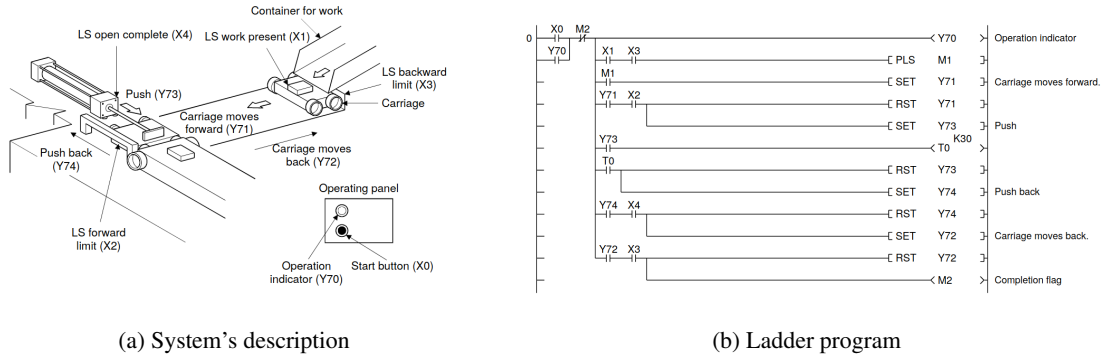 Container for work
LS open complete (X4)
LS work present (X1)
LS backward
limit (X3)
Carriage
Push (Y73)
Carriage moves
forward (Y71)
Carriage moves
back (Y72)
Push back
(Y74)
LS forward
limit (X2)
Operating panel
Operation
indicator (Y70)
Start button (X0)
(a) System's description
X0 M2
0 Y70 Operation indicator
Y70 X1 X3
PLS M1
M1
SET Y71 Carriage moves forward.
Y71 X2
RST Y71
SET Y73 Push
Y73 K30
T0
T0
RST Y73
SET Y74 Push back
Y74 X4
RST Y74
SET Y72 Carriage moves back.
Y72 X3
RST Y72
M2 Completion flag
(b) Ladder program